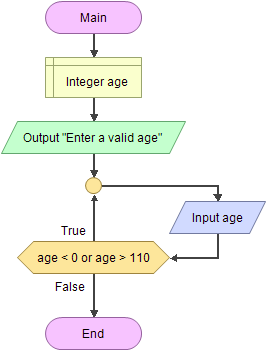 Main
Integer age
Output "Enter a valid age"
Input age
True
age < 0 or age > 110
False
End